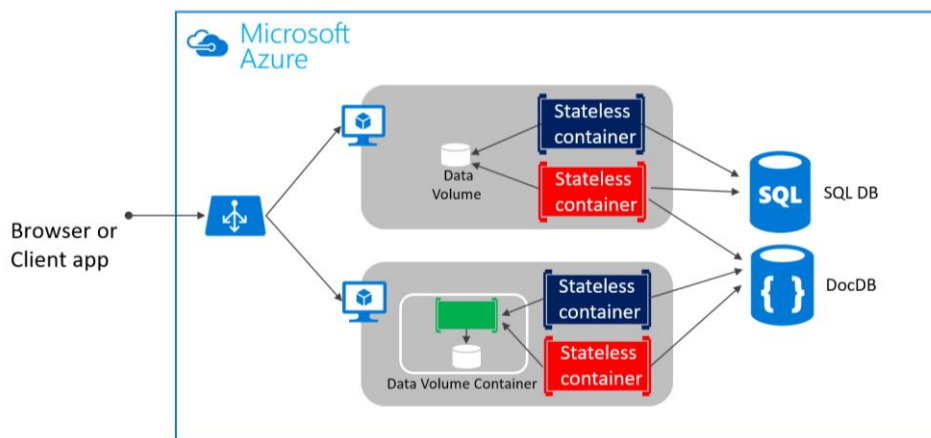 Microsoft
Azure
Stateless
container
Data
Volume
Stateless
container
SQL
SQL DB
Browser or
Client app
Stateless
container
{ }
DocDB
Stateless
container
Data Volume Container